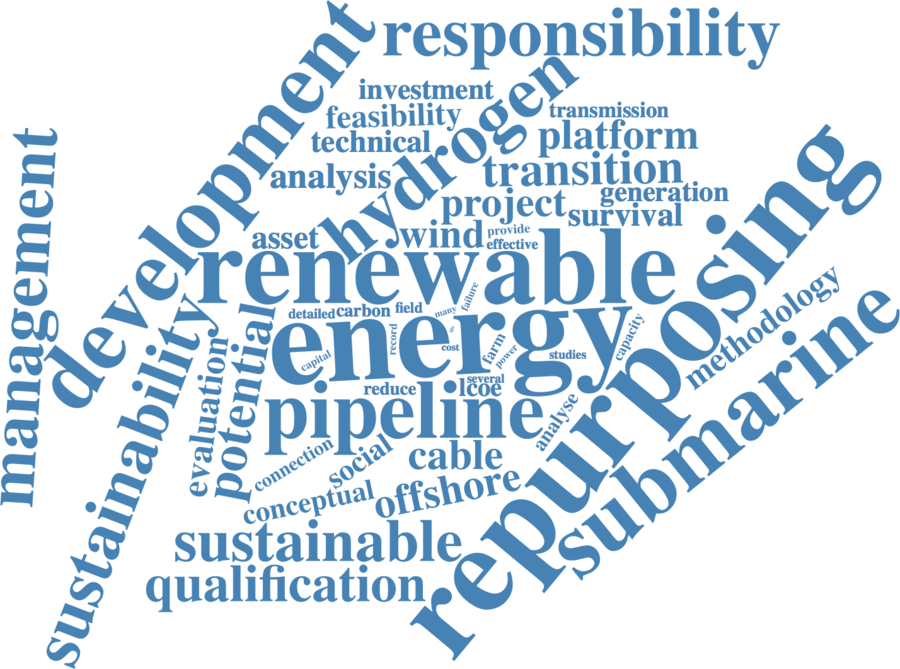 responsibility
development
investment
hydrogen
feasibility
transmission
technical
platform
management
analysis
transition
generation
project
survival
asset
wind
provide
effective
renewable
repurposing
methodology
submarine
sustainability
potential
evaluation
detailed
carbon
field
many
failure
energy
record
cost
capital
farm
power
studies
capacity
reduce
several
lcoe
pipeline
analyse
connection
social
cable
conceptual
offshore
sustainable
qualification